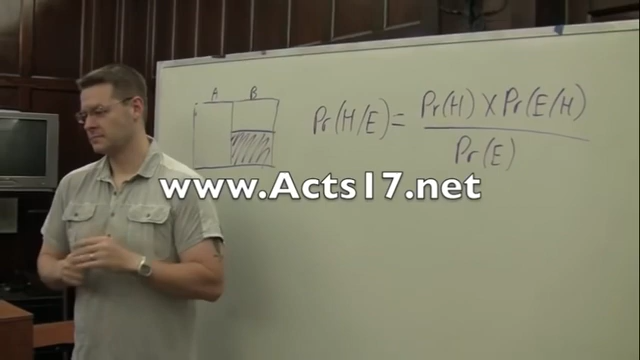 A B
Pr(H/E) = Pr(H) X Pr(E/H)
Pr(E)
www.Acts17.net